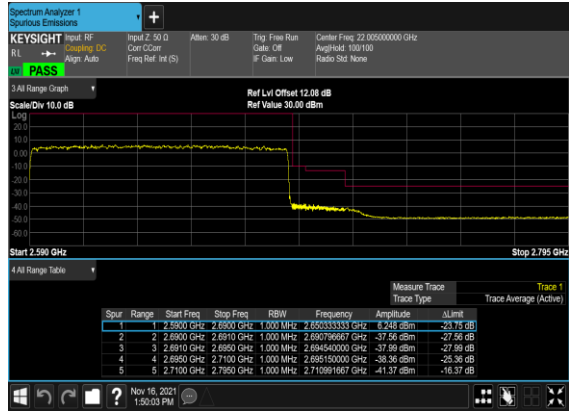 Spectrum Analyzer 1
Spurious Emissions
+
KEYSIGHT Input: RF Input Z: 50 Ω Atten: 30 dB Trig: Free Run Center Freq: 22.005000000 GHz
RL Coupling: DC Corr CCorr Gate: Off Avg|Hold: 100/100
Align: Auto Freq Ref: Int (S) IF Gain: Low Radio Std: None
PASS
3 All Range Graph
Ref Lvl Offset 12.08 dB
Scale/Div 10.0 dB Ref Value 30.00 dBm
Log
20.0
10.0
0.00
-10.0
-20.0
-30.0
-40.0
-50.0
-60.0
Start 2.590 GHz Stop 2.795 GHz
4 All Range Table
Measure Trace Trace 1
Trace Type Trace Average (Active)
Spur Range Start Freq Stop Freq RBW Frequency Amplitude ΔLimit
1 1 2.5900 GHz 2.6900 GHz 1.000 MHz 2.650333333 GHz 6.248 dBm -23.75 dB
2 2 2.6900 GHz 2.6910 GHz 1.000 MHz 2.690796667 GHz -37.56 dBm -27.56 dB
3 3 2.6910 GHz 2.6950 GHz 1.000 MHz 2.694540000 GHz -37.99 dBm -27.99 dB
4 4 2.6950 GHz 2.7100 GHz 1.000 MHz 2.695150000 GHz -38.36 dBm -25.36 dB
5 5 2.7100 GHz 2.7950 GHz 1.000 MHz 2.710991667 GHz -41.37 dBm -16.37 dB
? Nov 16, 2021
1:50:03 PM